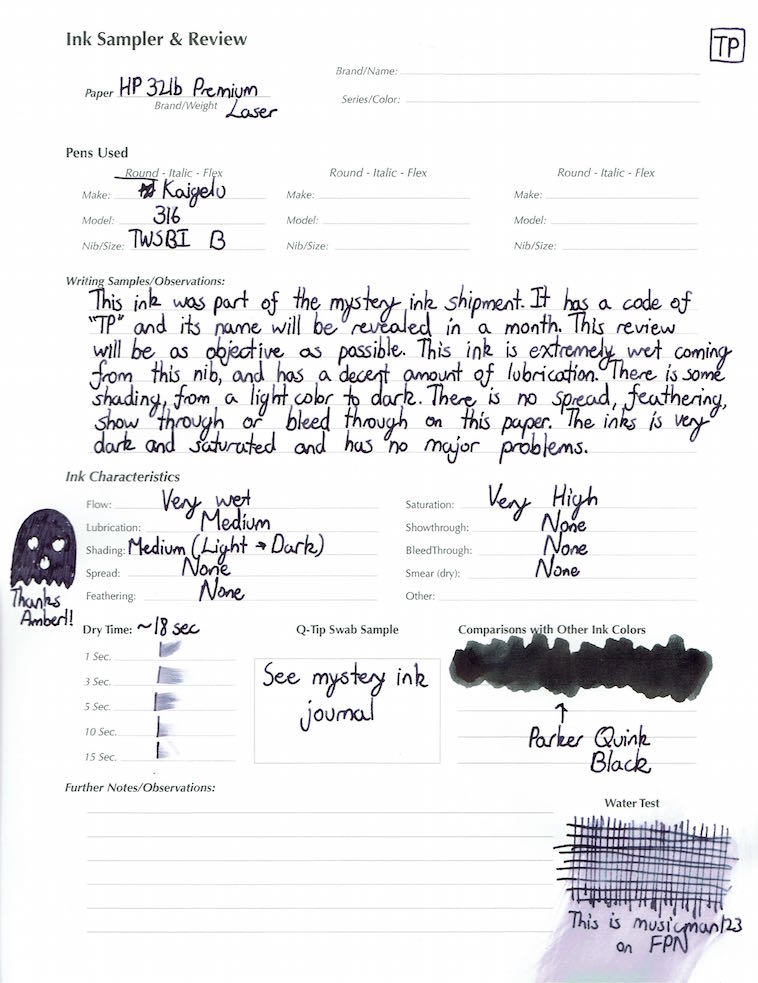 Ink Sampler & Review
TP
Brand/Name:
Paper HP 32lb Premium
Brand/Weight Laser
Series/Color:
Pens Used
Round - Italic - Flex
Round - Italic - Flex
Round - Italic - Flex
Make: Kaigelu
Make:
Make:
Model: 316
Model:
Model:
Nib/Size: TWSBI B
Nib/Size:
Nib/Size:
Writing Samples/Observations:
This ink was part of the mystery ink shipment. It has a code of
"TP" and its name will be revealed in a month. This review
will be as objective as possible. This ink is extremely wet coming
from this nib, and has a decent amount of lubrication. There is some
shading, from a light color to dark. There is no spread, feathering,
show through or bleed through on this paper. The inks is very
dark and saturated and has no major problems.
Ink Characteristics
Flow: Very wet
Saturation: Very High
Lubrication: Medium
Showthrough: None
Shading: Medium (Light → Dark)
BleedThrough: None
Spread: None
Smear (dry): None
Feathering: None
Other:
Thanks
Amber!!
Dry Time: ~18 sec
1 Sec.
3 Sec.
5 Sec.
10 Sec.
15 Sec.
Q-Tip Swab Sample
See mystery ink
journal
Comparisons with Other Ink Colors
↑
Parker Quink
Black
Further Notes/Observations:
Water Test
This is musicman123
on FPN